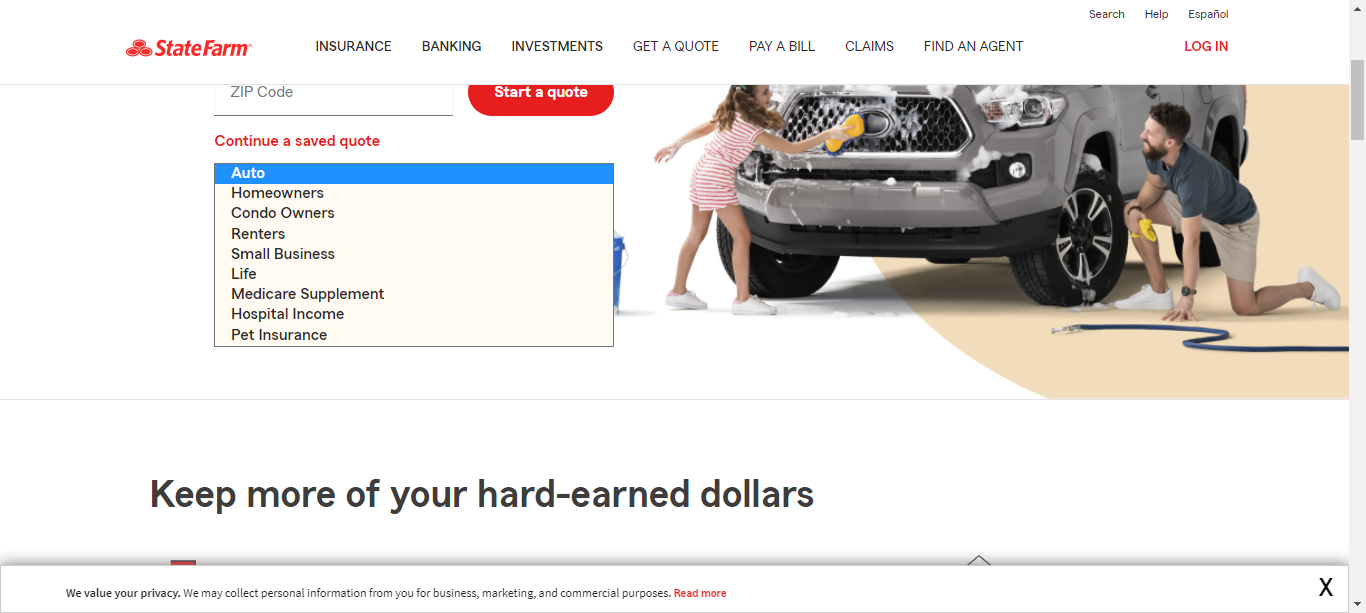 Search Help Español
State Farm INSURANCE BANKING INVESTMENTS GET A QUOTE PAY A BILL CLAIMS FIND AN AGENT LOG IN
ZIP Code Start a quote
Continue a saved quote
Auto
Homeowners
Condo Owners
Renters
Small Business
Life
Medicare Supplement
Hospital Income
Pet Insurance
Keep more of your hard-earned dollars
We value your privacy. We may collect personal information from you for business, marketing, and commercial purposes. Read more X